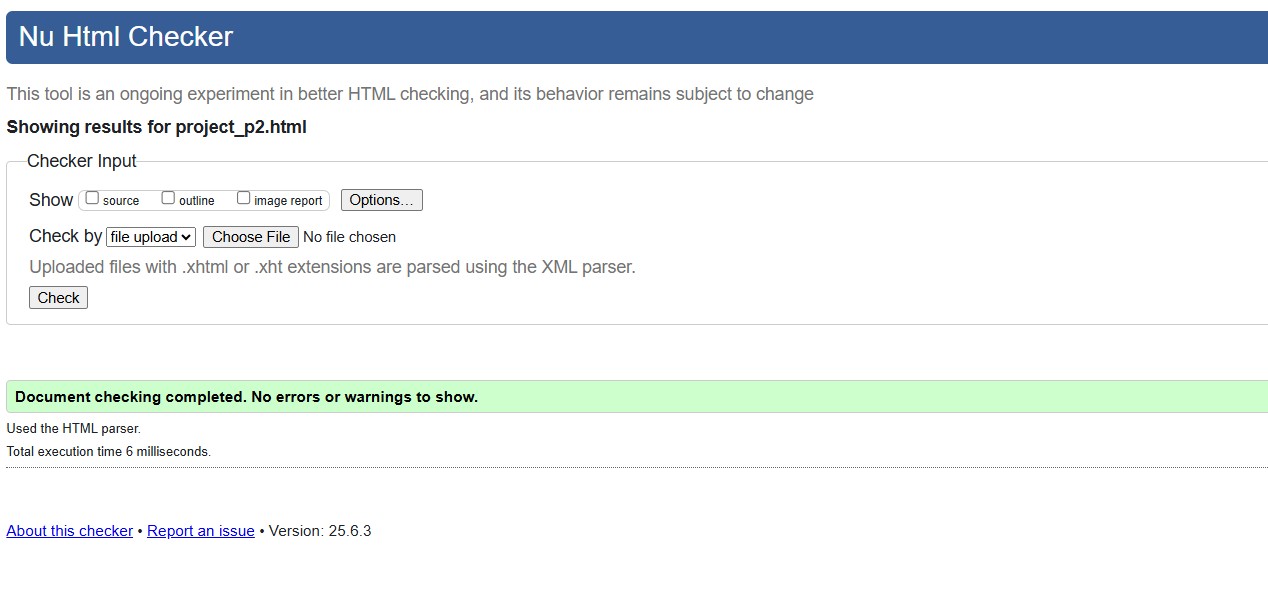 Nu Html Checker
This tool is an ongoing experiment in better HTML checking, and its behavior remains subject to change
Showing results for project_p2.html
Checker Input
Show source outline image report Options...
Check by file upload Choose File No file chosen
Uploaded files with .xhtml or .xht extensions are parsed using the XML parser.
Check
Document checking completed. No errors or warnings to show.
Used the HTML parser.
Total execution time 6 milliseconds.
About this checker • Report an issue • Version: 25.6.3